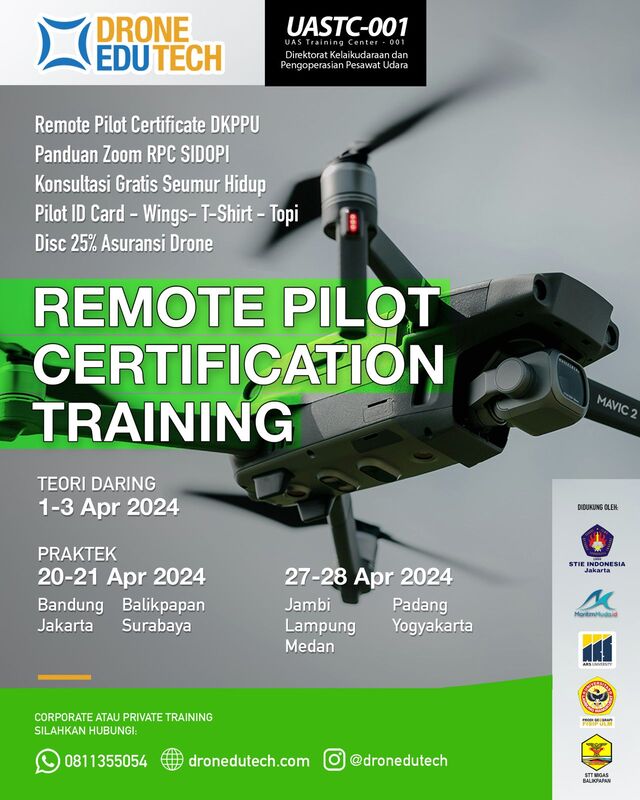 DRONE
EDUTECH
UASTC-001
UAS Training Center - 001
Direktorat Kelaikudaraan dan
Pengoperasian Pesawat Udara
Remote Pilot Certificate DKPPU
Panduan Zoom RPC SIDOPI
Konsultasi Gratis Seumur Hidup
Pilot ID Card - Wings- T-Shirt - Topi
Disc 25% Asuransi Drone
REMOTE PILOT
CERTIFICATION
TRAINING
MAVIC 2
TEORI DARING
1-3 Apr 2024
PRAKTEK
20-21 Apr 2024
Bandung Balikpapan
Jakarta Surabaya
27-28 Apr 2024
Jambi Padang
Lampung Yogyakarta
Medan
DIDUKUNG OLEH:
STIE INDONESIA
Jakarta
MaritimMuda.id
ARS UNIVERSITY
PRODI GEOGRAFI
FISIP ULM
STT MIGAS
BALIKPAPAN
CORPORATE ATAU PRIVATE TRAINING
SILAHKAN HUBUNGI:
0811355054 dronedutech.com @dronedutech